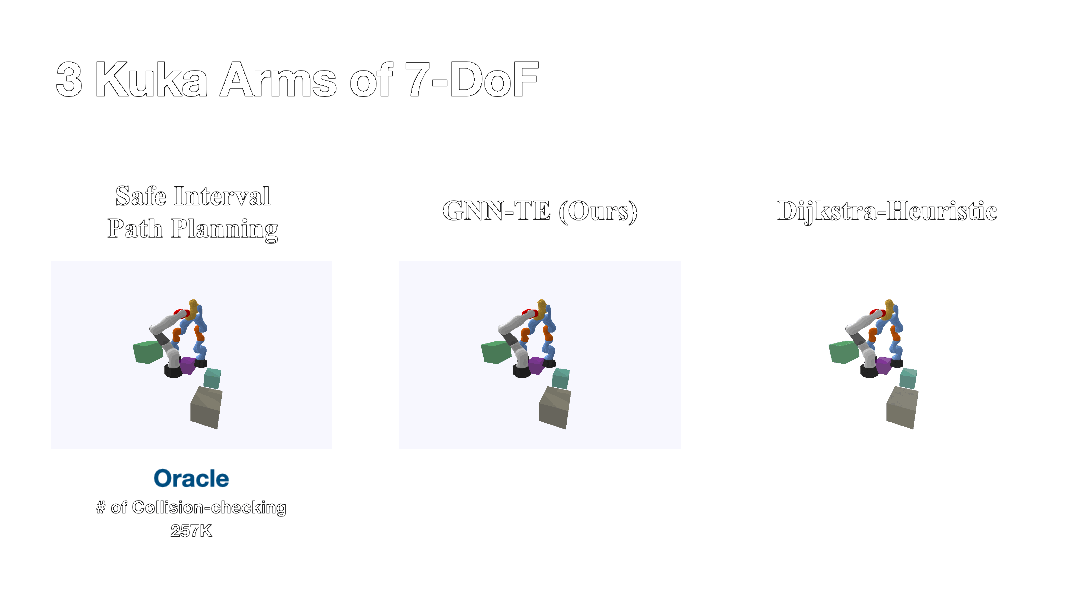 3 Kuka Arms of 7-DoF
Safe Interval
Path Planning
GNN-TE (Ours)
Dijkstra-Heuristic
Oracle
# of Collision-checking
257K